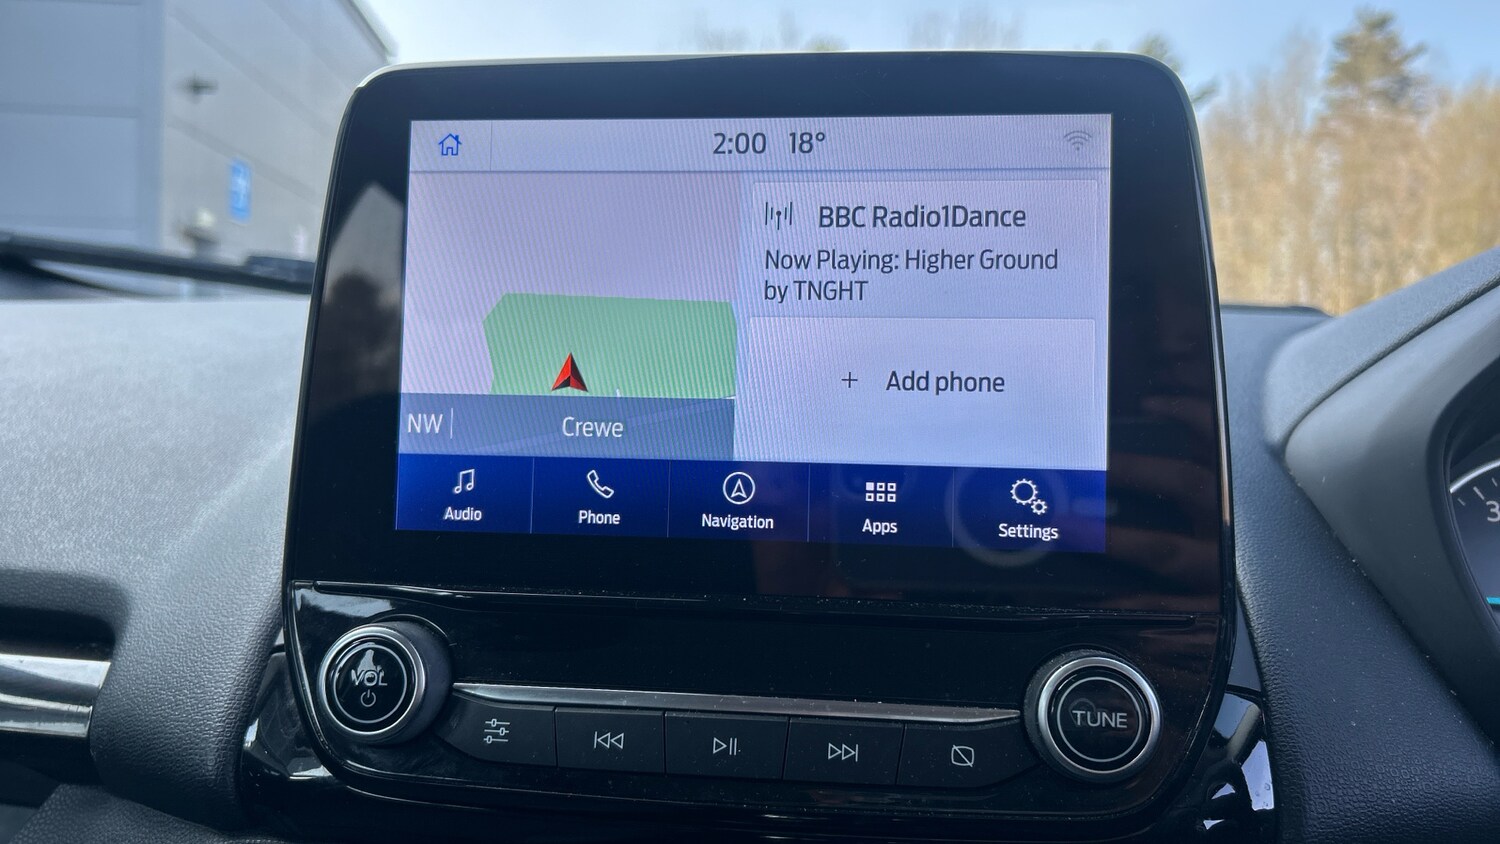 2:00 18°
BBC Radio1Dance
Now Playing: Higher Ground
by TNGHT
+ Add phone
NW | Crewe
Audio
Phone
Navigation
Apps
Settings
VOL
TUNE
3